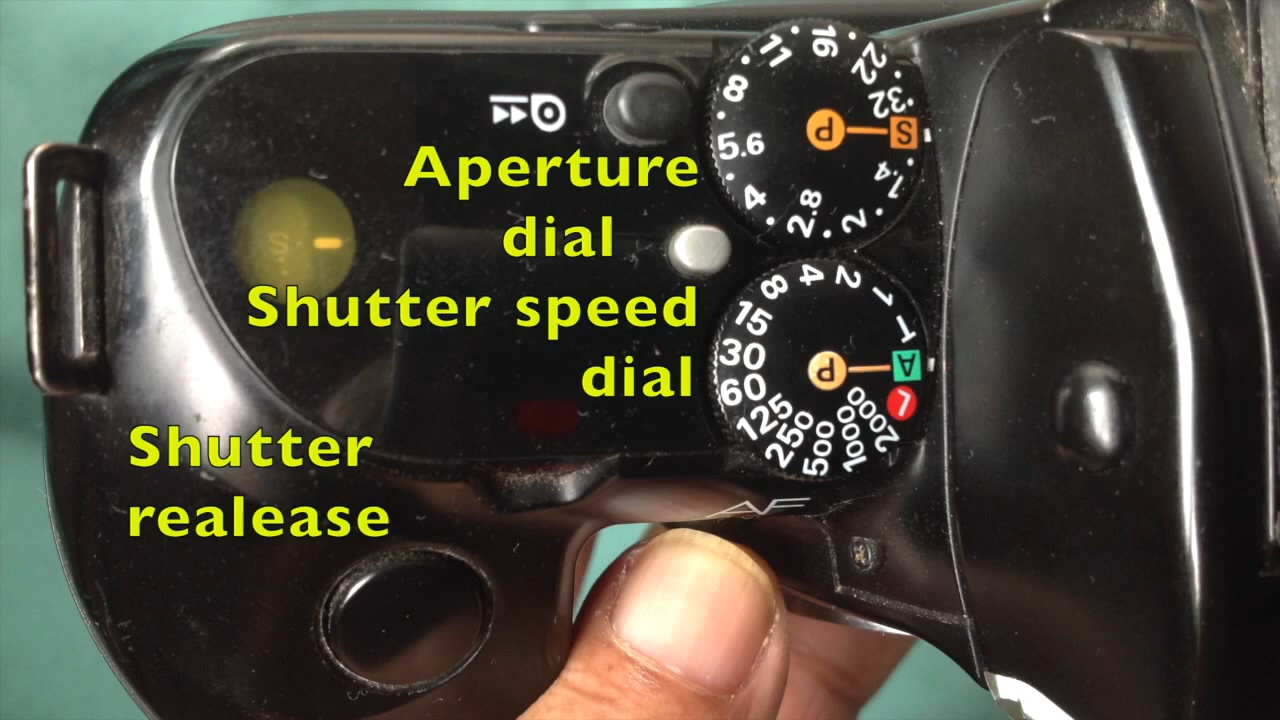 Aperture
dial
Shutter speed
dial
Shutter
realease
11
16
22
32
8
P
S
5.6
1.4
4
2.8
2
8
4
2
1
T
15
30
P
A
60
L
125
250
500
1000
2000
AF
S